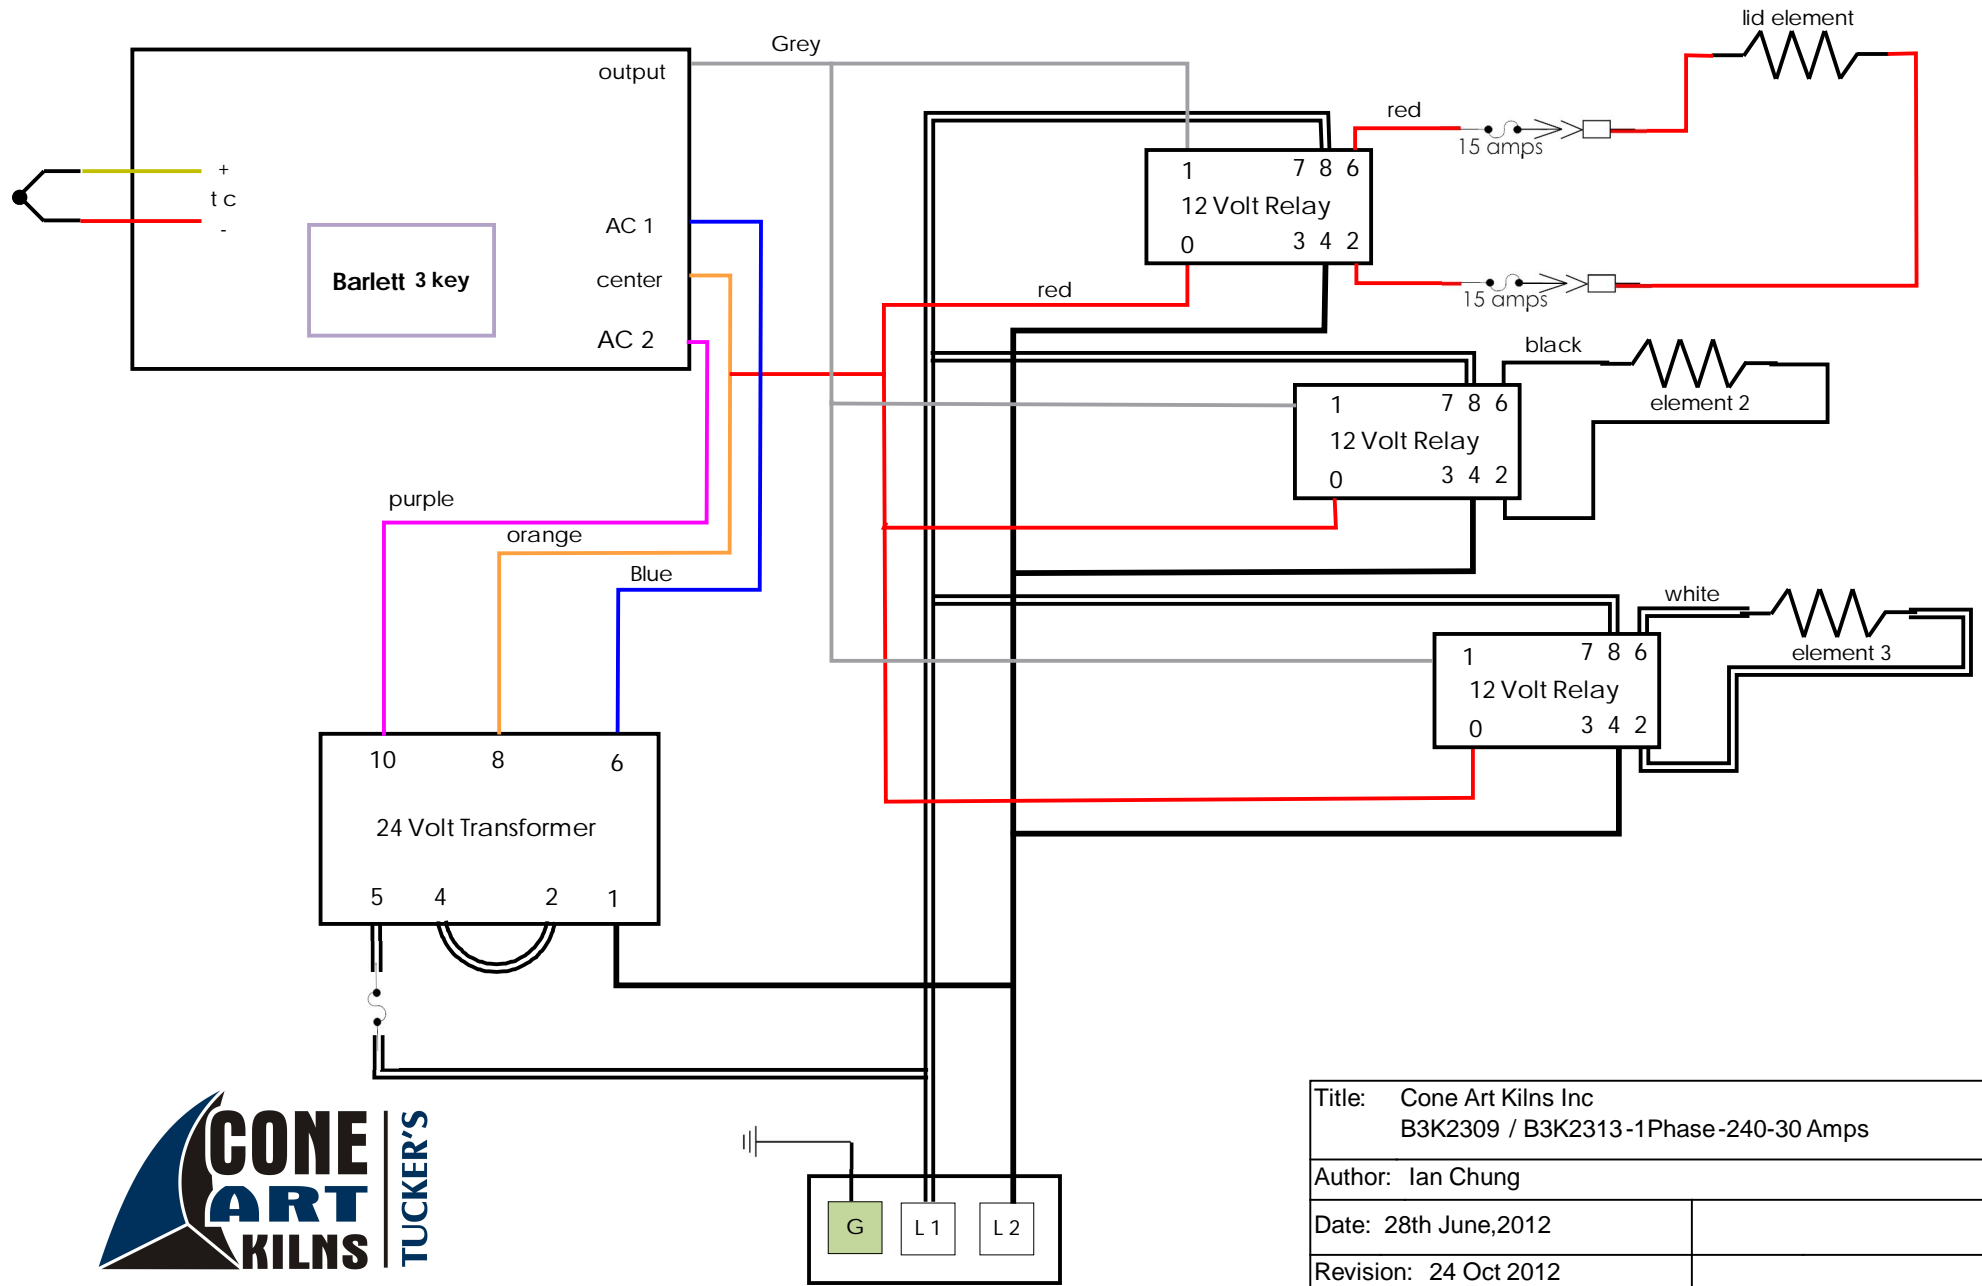 lid element
Grey
output
red
15 amps
+
t c
-
1 7 8 6
12 Volt Relay
0 3 4 2
AC 1
center
AC 2
Barlett 3 key
red
15 amps
black
element 2
1 7 8 6
12 Volt Relay
0 3 4 2
purple
orange
Blue
white
element 3
1 7 8 6
12 Volt Relay
0 3 4 2
10 8 6
24 Volt Transformer
5 4 2 1
CONE
ART
KILNS
TUCKER'S
G L 1 L 2
Title: Cone Art Kilns Inc
B3K2309 / B3K2313-1Phase-240-30 Amps
Author: Ian Chung
Date: 28th June,2012
Revision: 24 Oct 2012